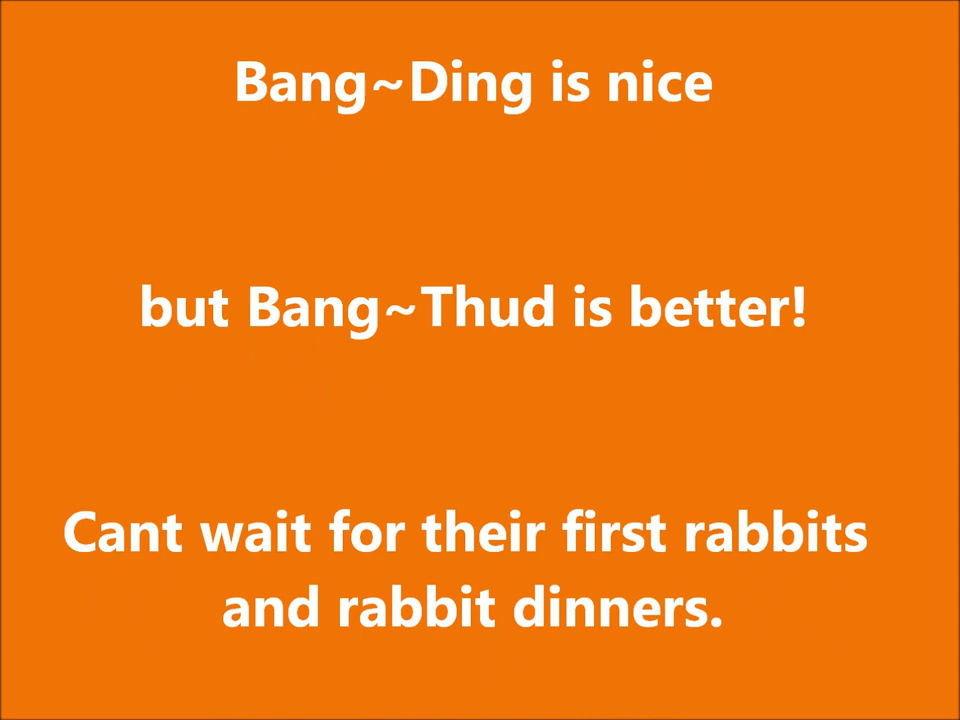 Bang~Ding is nice
but Bang~Thud is better!
Cant wait for their first rabbits
and rabbit dinners.